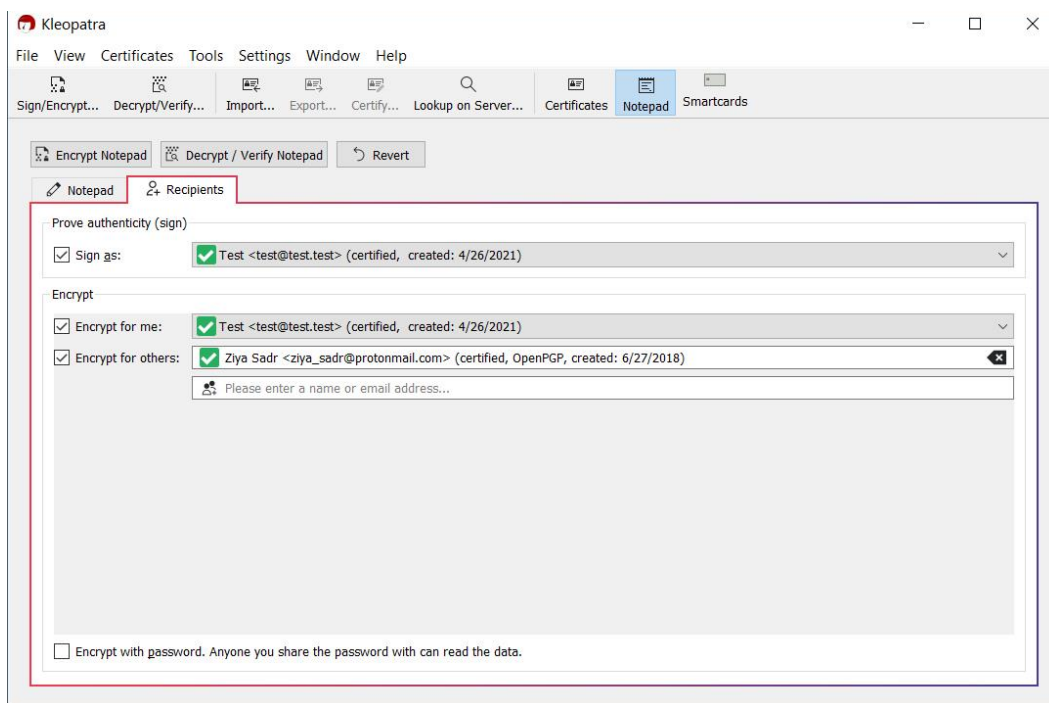 Kleopatra
File View Certificates Tools Settings Window Help
Sign/Encrypt... Decrypt/Verify... Import... Export... Certify... Lookup on Server... Certificates Notepad Smartcards
Encrypt Notepad Decrypt / Verify Notepad Revert
Notepad Recipients
Prove authenticity (sign)
Sign as: Test <test@test.test> (certified, created: 4/26/2021)
Encrypt
Encrypt for me: Test <test@test.test> (certified, created: 4/26/2021)
Encrypt for others: Ziya Sadr <ziya_sadr@protonmail.com> (certified, OpenPGP, created: 6/27/2018)
Please enter a name or email address...
Encrypt with password. Anyone you share the password with can read the data.